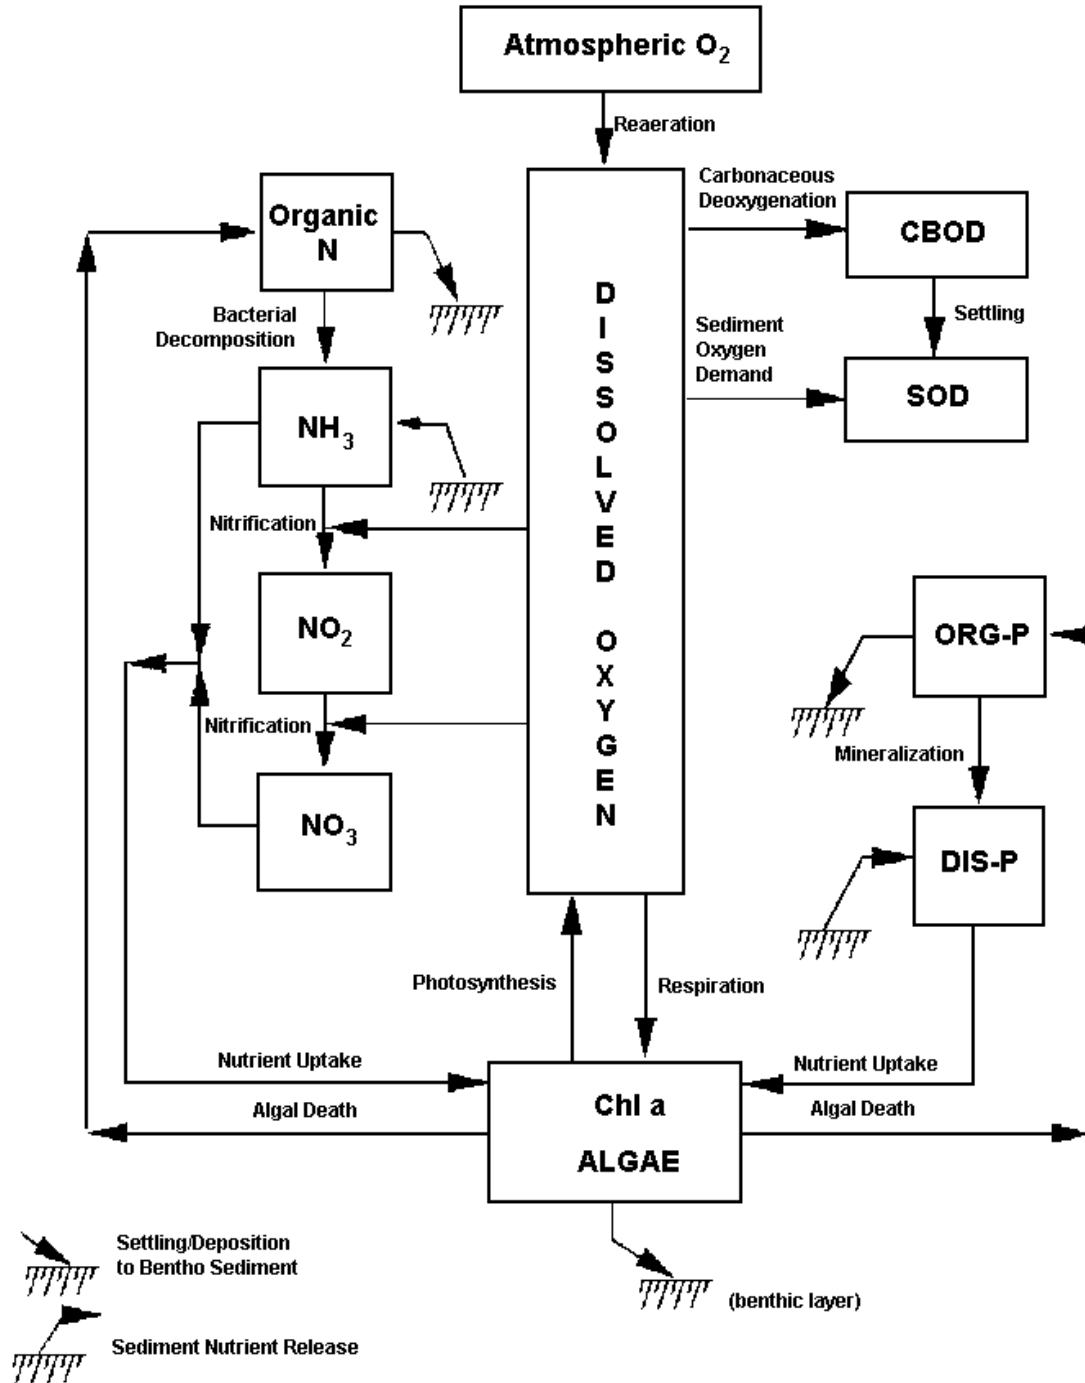 Atmospheric O₂
Reaeration
Carbonaceous
Deoxygenation
CBOD
Settling
Sediment
Oxygen
Demand
SOD
Organic
N
Bacterial
Decomposition
NH₃
Nitrification
NO₂
Nitrification
NO₃
DISSOLVED OXYGEN
ORG-P
Mineralization
DIS-P
Photosynthesis
Respiration
Nutrient Uptake
Nutrient Uptake
Algal Death
Algal Death
Chl a
ALGAE
Settling/Deposition
to Bentho Sediment
(benthic layer)
Sediment Nutrient Release